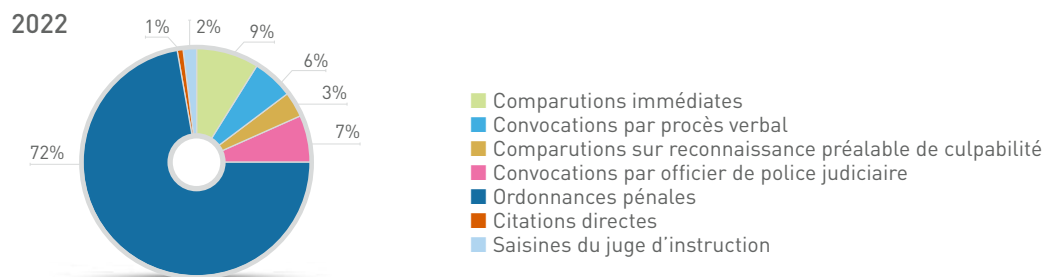 2022
1%
2%
9%
6%
3%
7%
72%
Comparutions immédiates
Convocations par procès verbal
Comparutions sur reconnaissance préalable de culpabilité
Convocations par officier de police judiciaire
Ordonnances pénales
Citations directes
Saisines du juge d’instruction